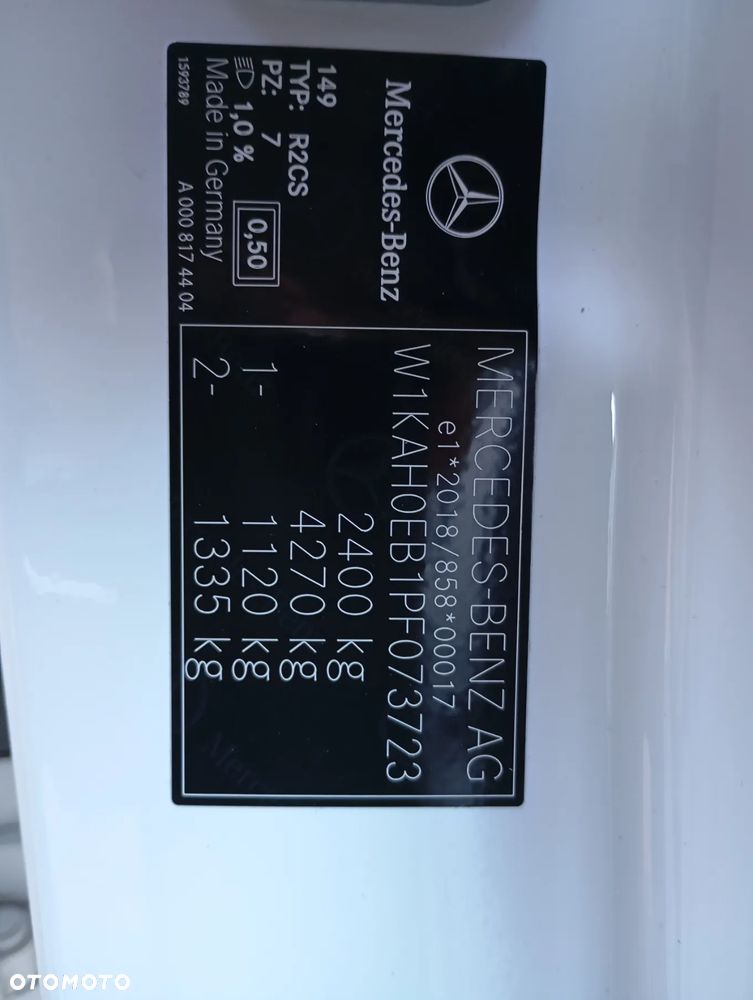 Mercedes-Benz
149
TYP: R2CS
PZ: 7
1,0 %
0,50
Made in Germany
1593789
A 000 817 44 04
MERCEDES-BENZ AG
e1*2018/858*00017
W1KAH0EB1PF073723
2400 kg
4270 kg
1- 1120 kg
2- 1335 kg
OTOMOTO